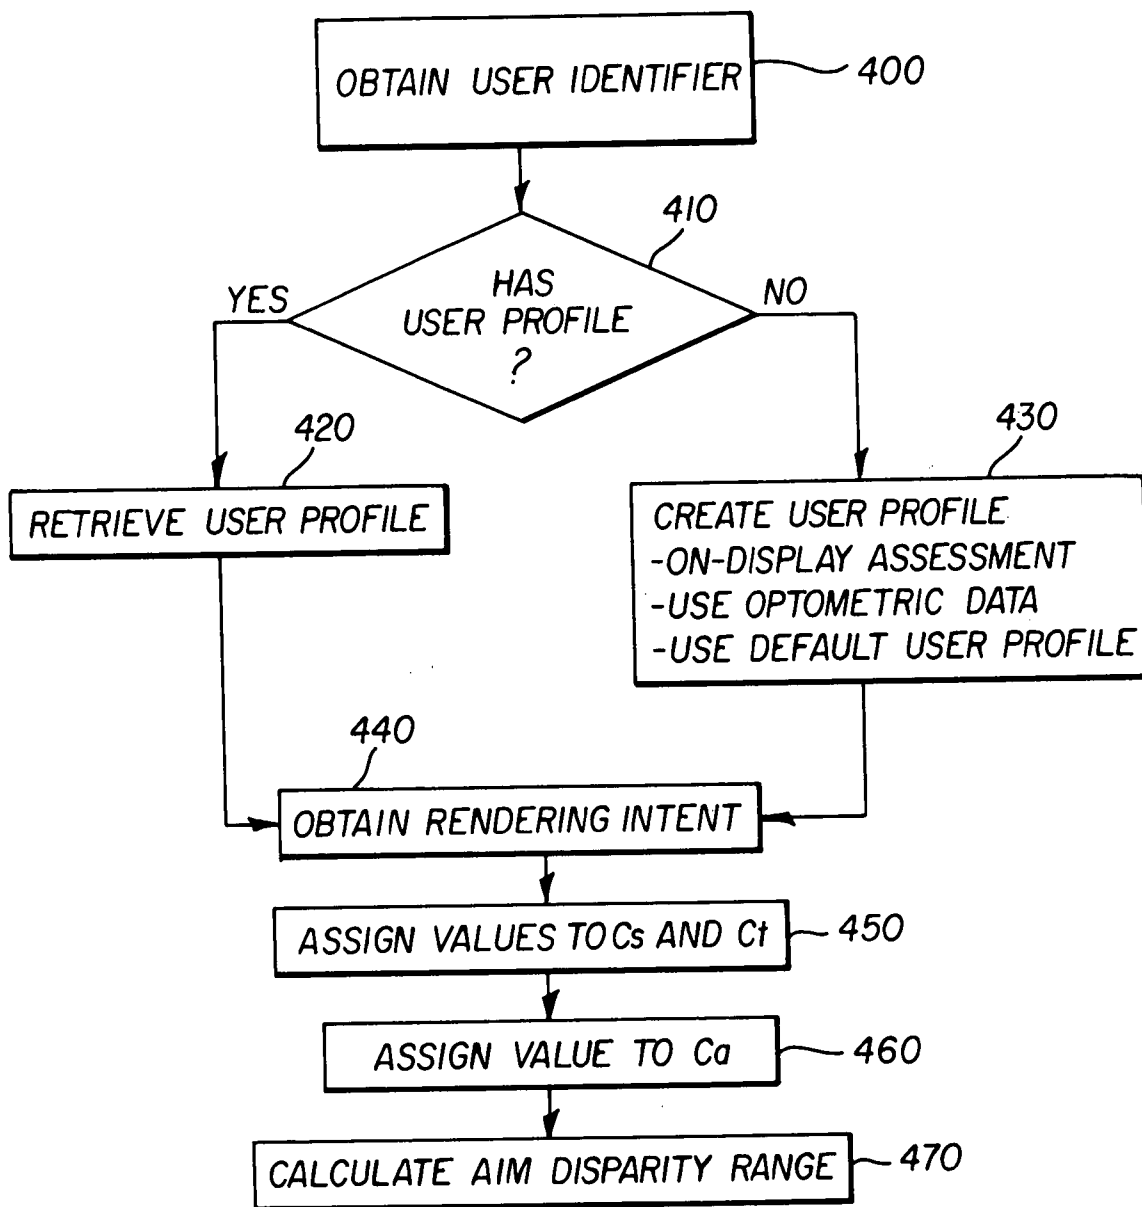 OBTAIN USER IDENTIFIER
400
410
HAS
USER PROFILE
?
YES
NO
420
RETRIEVE USER PROFILE
430
CREATE USER PROFILE
-ON-DISPLAY ASSESSMENT
-USE OPTOMETRIC DATA
-USE DEFAULT USER PROFILE
440
OBTAIN RENDERING INTENT
ASSIGN VALUES TO Cs AND Ct
450
ASSIGN VALUE TO Ca
460
CALCULATE AIM DISPARITY RANGE
470